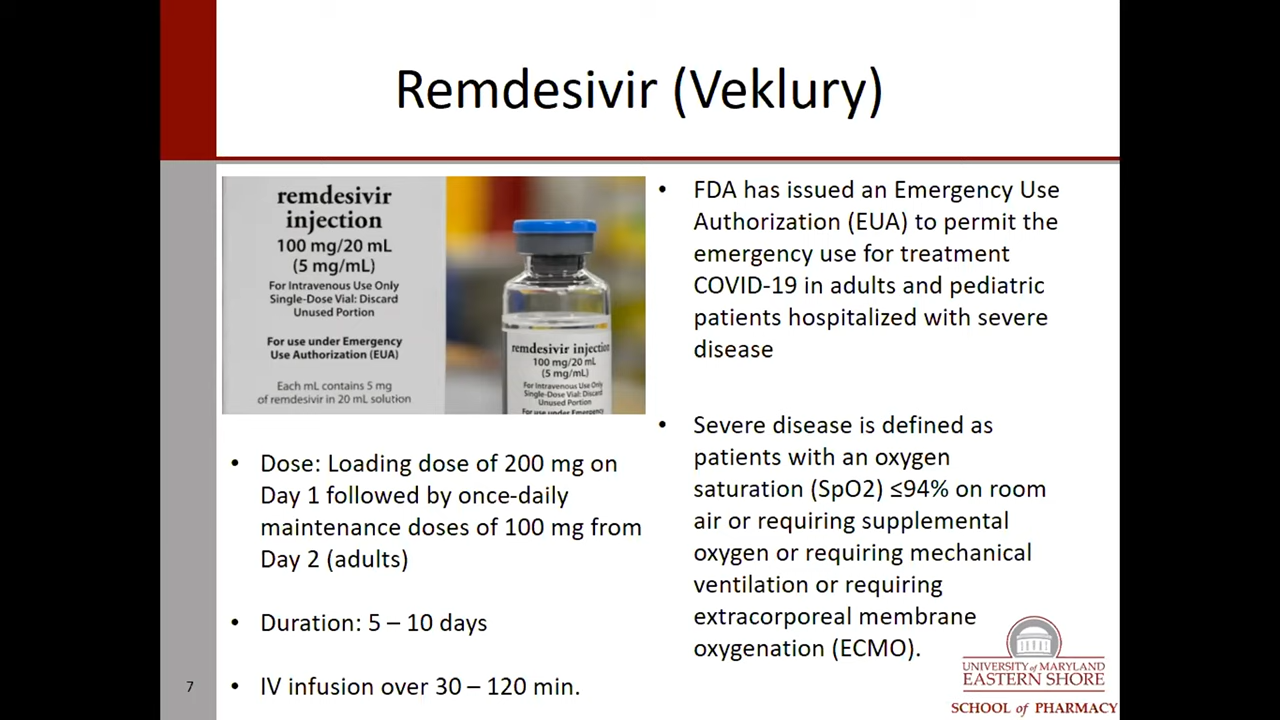 Remdesivir (Veklury)
remdesivir
injection
100 mg/20 mL
(5 mg/mL)
For Intravenous Use Only
Single-Dose Vial: Discard
Unused Portion
For use under Emergency
Use Authorization (EUA)
Each mL contains 5 mg
of remdesivir in 20 mL solution
remdesivir injection
100 mg/20 mL
(5 mg/mL)
For Intravenous Use Only
Single-Dose Vial: Discard
Unused Portion
For use under Emergency
• Dose: Loading dose of 200 mg on
Day 1 followed by once-daily
maintenance doses of 100 mg from
Day 2 (adults)
• Duration: 5 – 10 days
• IV infusion over 30 – 120 min.
• FDA has issued an Emergency Use
Authorization (EUA) to permit the
emergency use for treatment
COVID-19 in adults and pediatric
patients hospitalized with severe
disease
• Severe disease is defined as
patients with an oxygen
saturation (SpO2) ≤94% on room
air or requiring supplemental
oxygen or requiring mechanical
ventilation or requiring
extracorporeal membrane
oxygenation (ECMO).
7
UNIVERSITY of MARYLAND
EASTERN SHORE
SCHOOL of PHARMACY